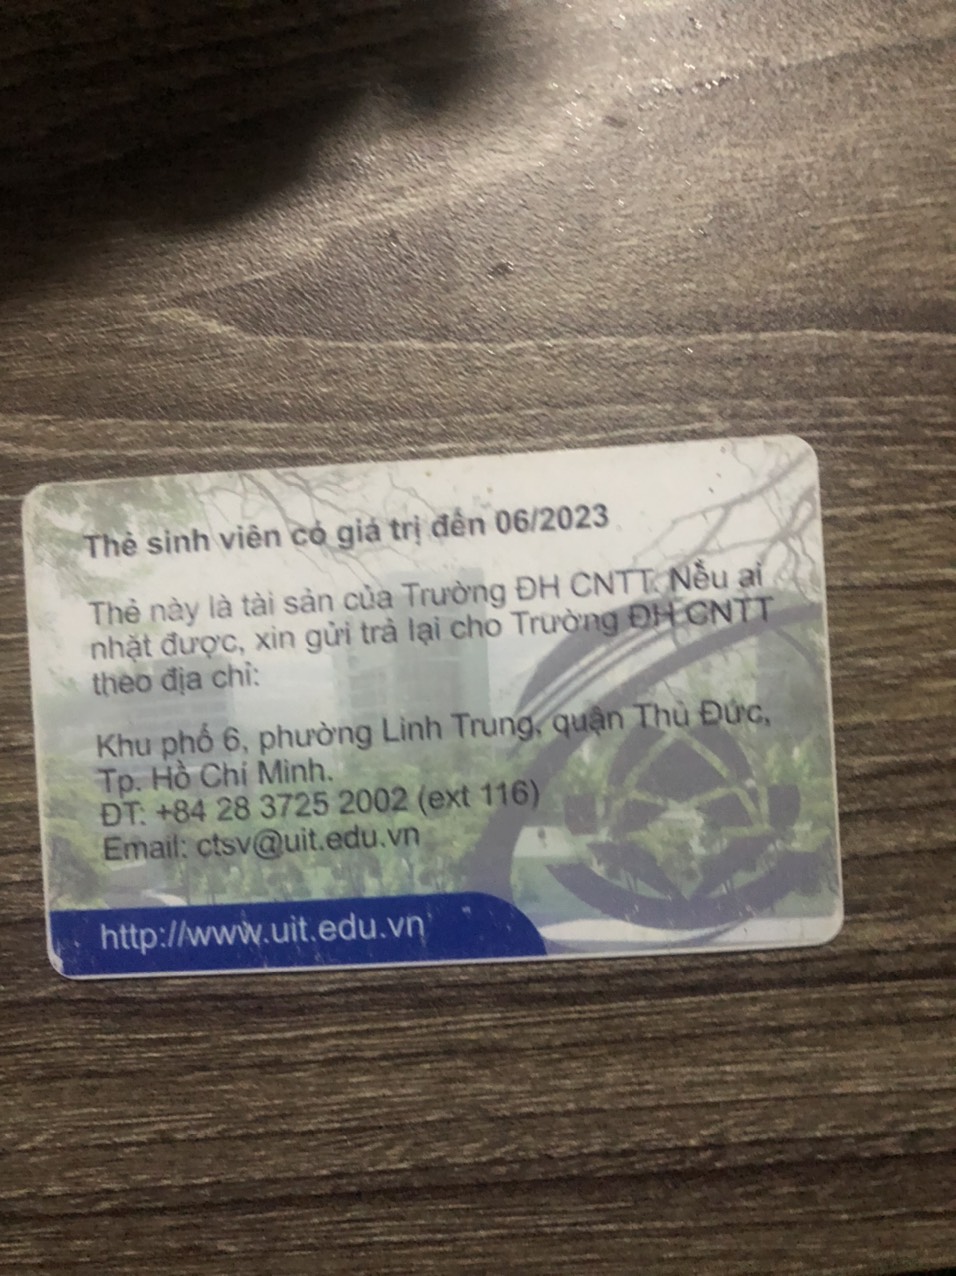 Thẻ sinh viên có giá trị đến 06/2023
Thẻ này là tài sản của Trường ĐH CNTT. Nếu ai
nhặt được, xin gửi trả lại cho Trường ĐH CNTT
theo địa chỉ:
Khu phố 6, phường Linh Trung, quận Thủ Đức,
Tp. Hồ Chí Minh.
ĐT: +84 28 3725 2002 (ext 116)
Email: ctsv@uit.edu.vn
http://www.uit.edu.vn